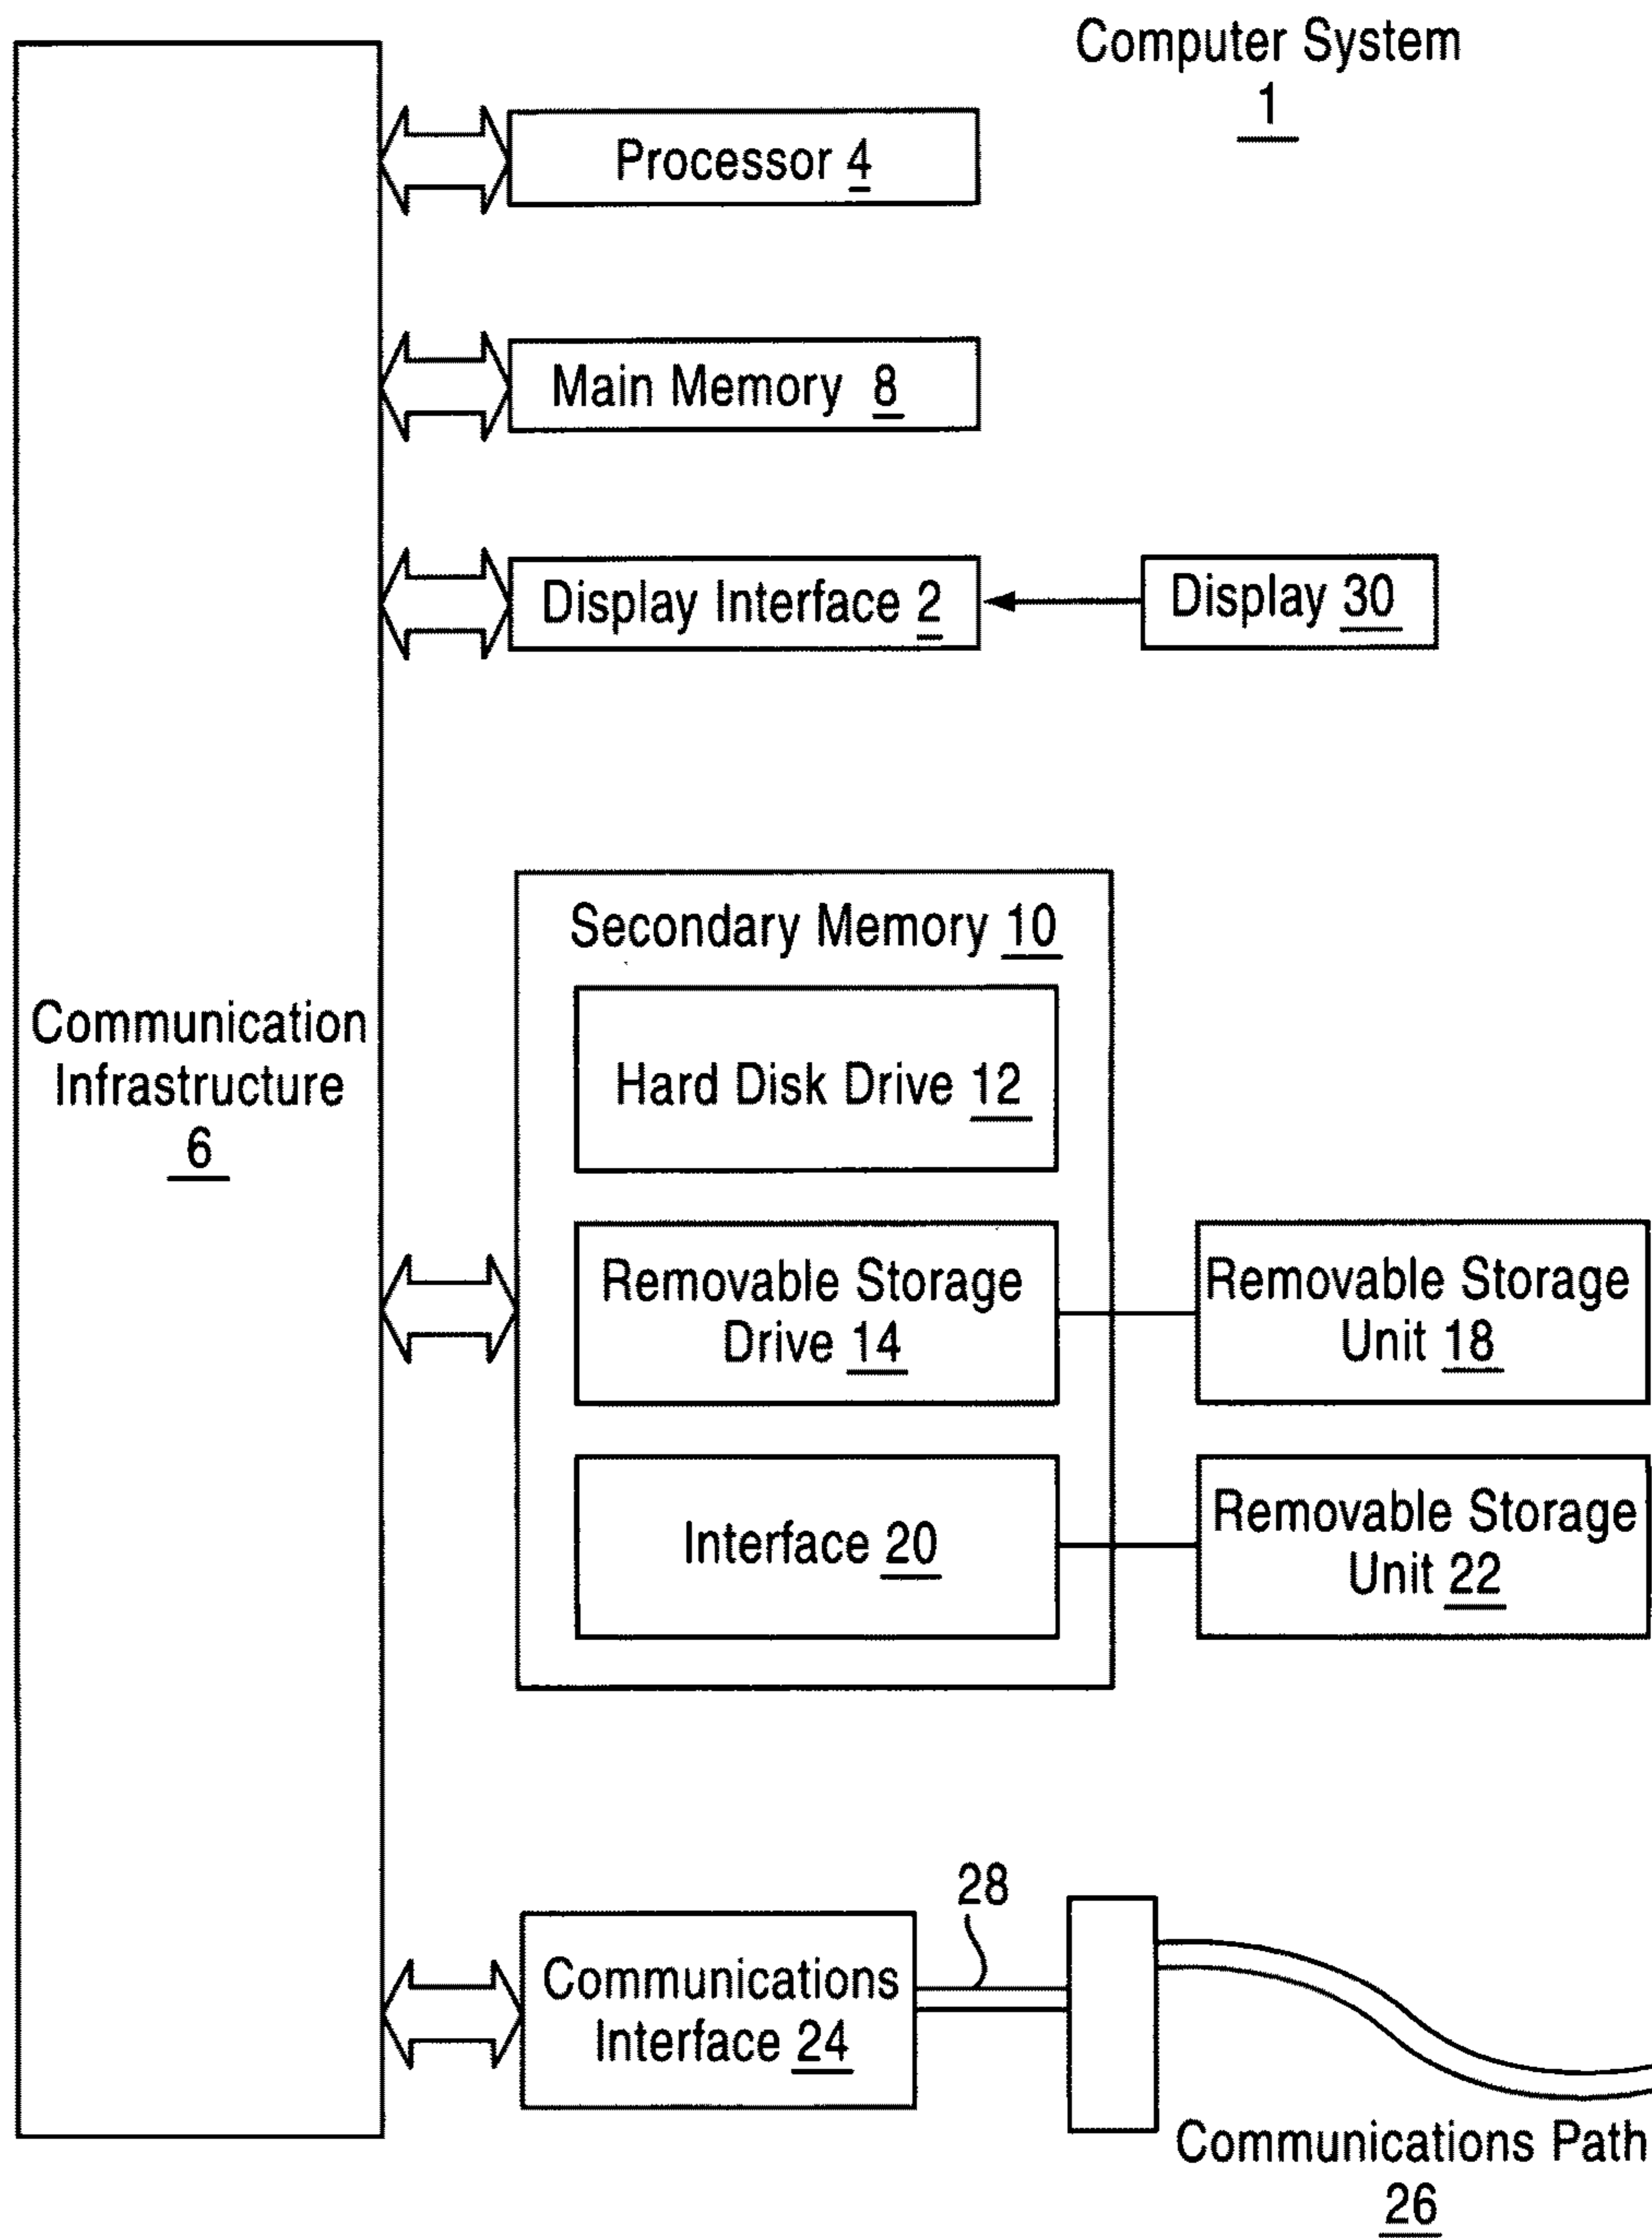 Computer System
1
Processor 4
Main Memory 8
Display Interface 2
Display 30
Communication
Infrastructure
6
Secondary Memory 10
Hard Disk Drive 12
Removable Storage
Drive 14
Removable Storage
Unit 18
Interface 20
Removable Storage
Unit 22
28
Communications
Interface 24
Communications Path
26